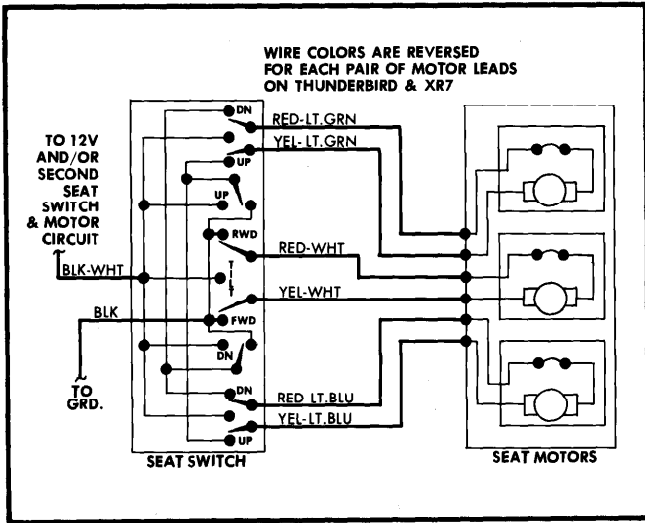 WIRE COLORS ARE REVERSED
FOR EACH PAIR OF MOTOR LEADS
ON THUNDERBIRD & XR7
TO 12V
AND/OR
SECOND
SEAT
SWITCH
& MOTOR
CIRCUIT
BLK-WHT
BLK
TO
GRD.
DN
UP
UP
RWD
TILT
FWD
DN
DN
UP
SEAT SWITCH
RED-LT.GRN
YEL-LT.GRN
RED-WHT
YEL-WHT
RED LT.BLU
YEL-LT.BLU
SEAT MOTORS